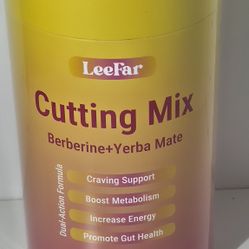 LeeFar
Cutting Mix
Berberine+Yerba Mate
Dual-Action Formula
Craving Support
Boost Metabolism
Increase Energy
Promote Gut Health